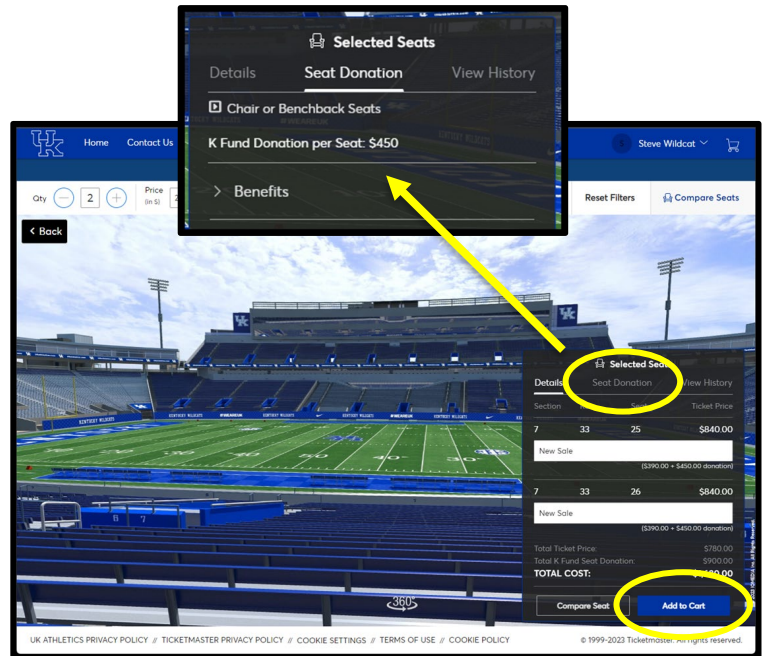 Selected Seats
Details Seat Donation View History
Chair or Benchback Seats
K Fund Donation per Seat: $450
Benefits
UK Home Contact Us Steve Wildcat
Qty 2 Price (in $) Reset Filters Compare Seats
< Back
Selected
Details Seat Donation View History
Section Ticket Price
7 33 25 $840.00
New Sale
($390.00 + $450.00 donation)
7 33 26 $840.00
New Sale
($390.00 + $450.00 donation)
Total Ticket Price: $780.00
Total K Fund Seat Donation: $900.00
TOTAL COST:
Compare Seat Add to Cart
360°
6 7
UK ATHLETICS PRIVACY POLICY // TICKETMASTER PRIVACY POLICY // COOKIE SETTINGS // TERMS OF USE // COOKIE POLICY © 1999-2023 Ticketmaster. All rights reserved.